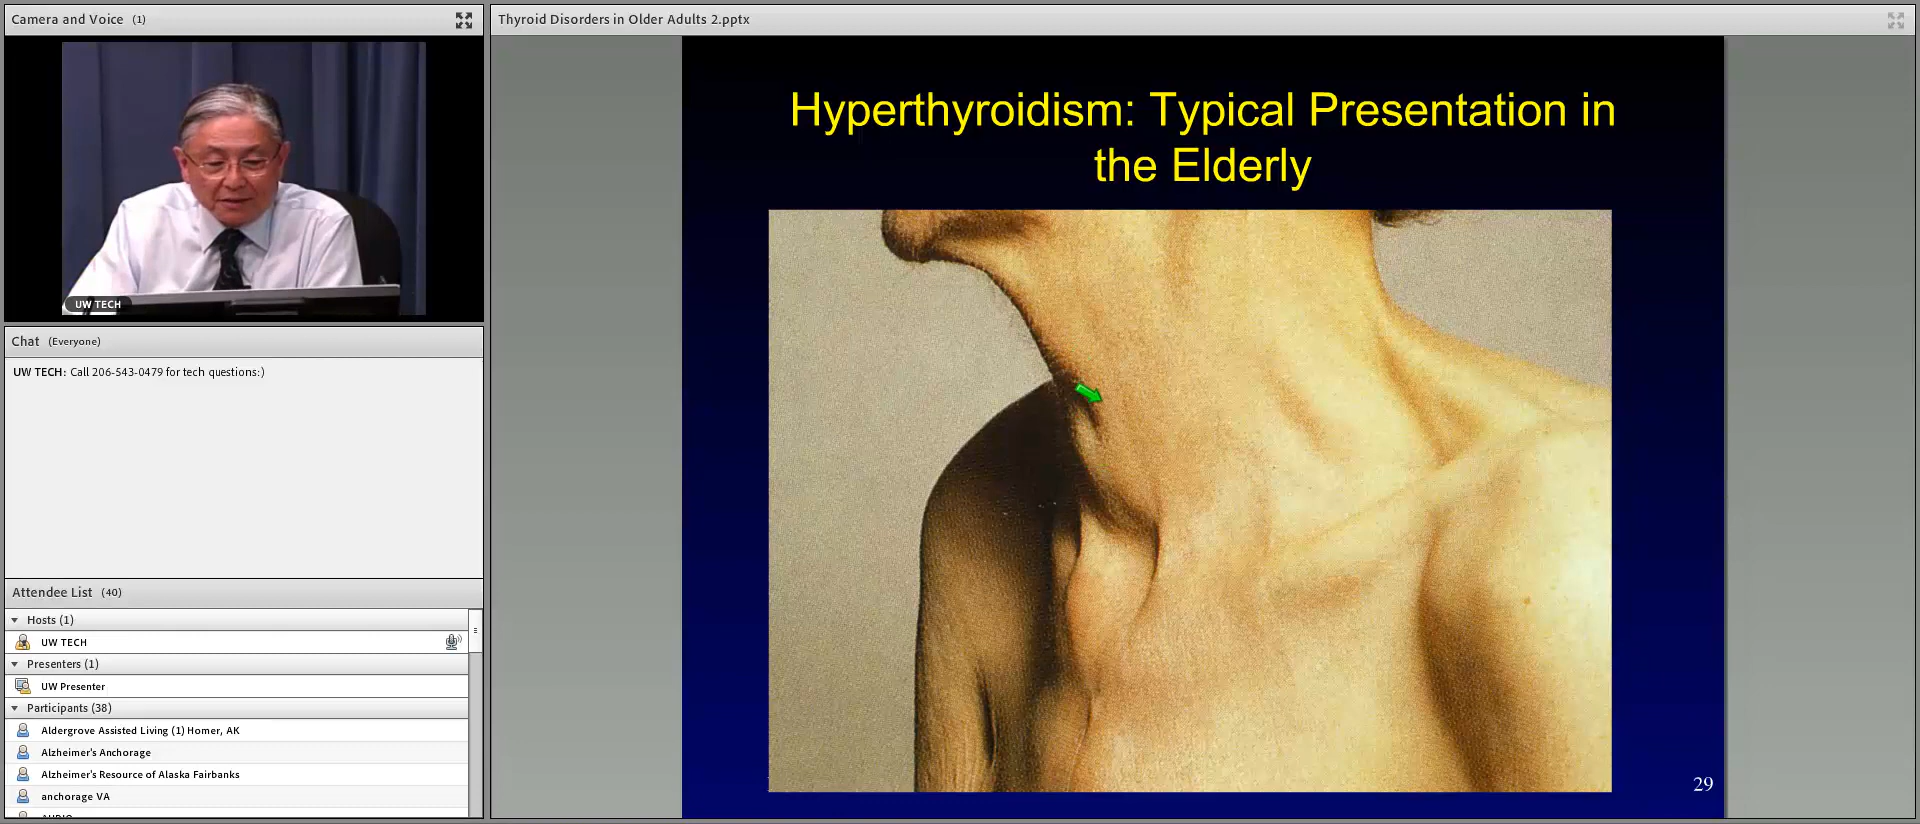 Camera and Voice (1)
UW TECH
Chat (Everyone)
UW TECH: Call 206-543-0479 for tech questions:)
Attendee List (40)
Hosts (1)
UW TECH
Presenters (1)
UW Presenter
Participants (38)
Aldergrove Assisted Living (1) Homer, AK
Alzheimer's Anchorage
Alzheimer's Resource of Alaska Fairbanks
anchorage VA
Thyroid Disorders in Older Adults 2.pptx
Hyperthyroidism: Typical Presentation in
the Elderly
29